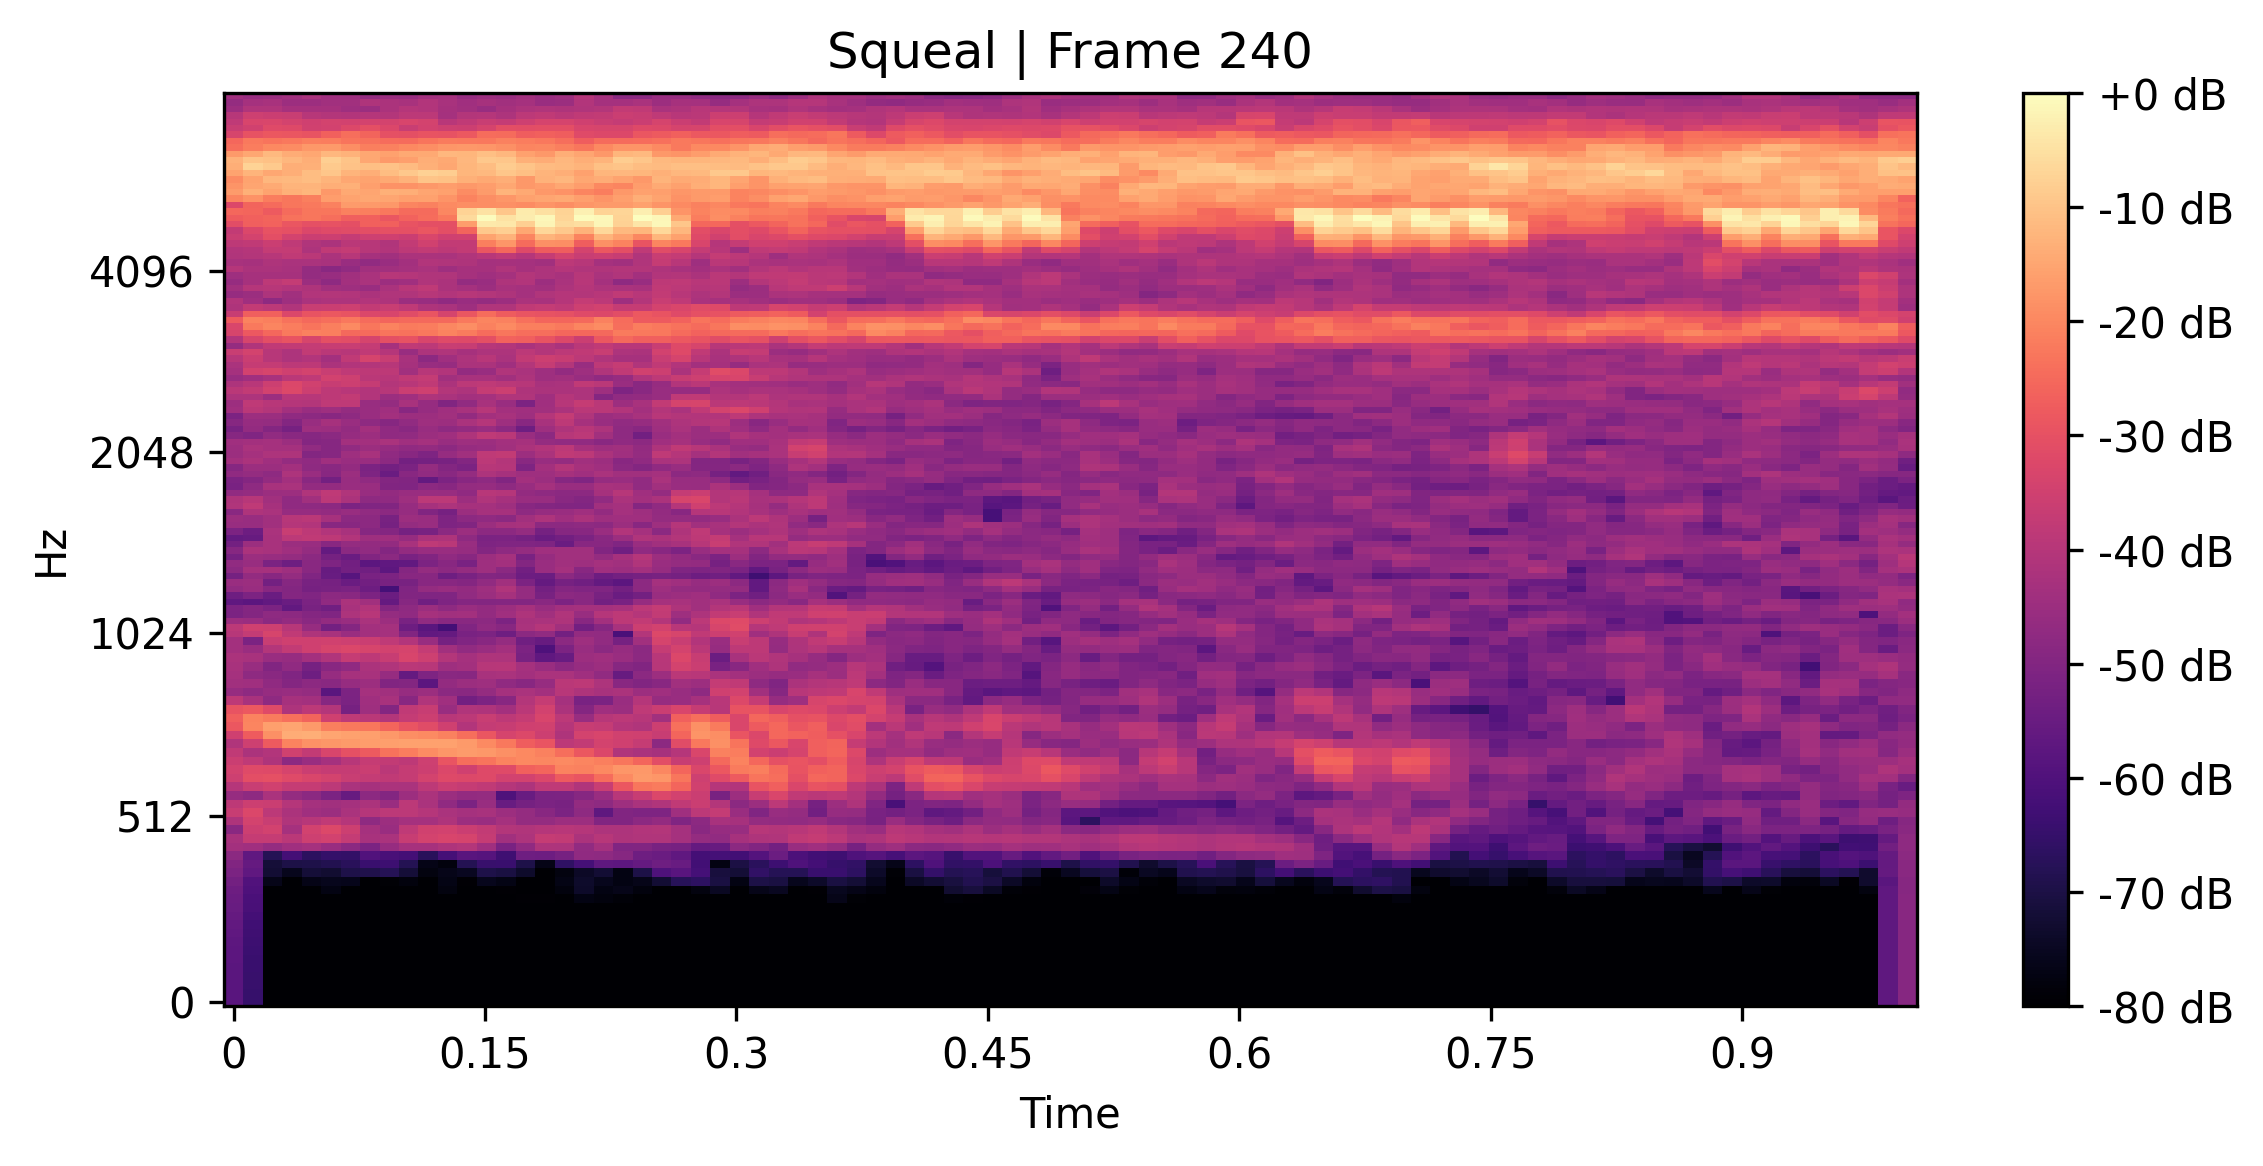 Squeal | Frame 240
+0 dB
-10 dB
-20 dB
-30 dB
-40 dB
-50 dB
-60 dB
-70 dB
-80 dB
4096
2048
1024
512
0
Hz
0 0.15 0.3 0.45 0.6 0.75 0.9
Time